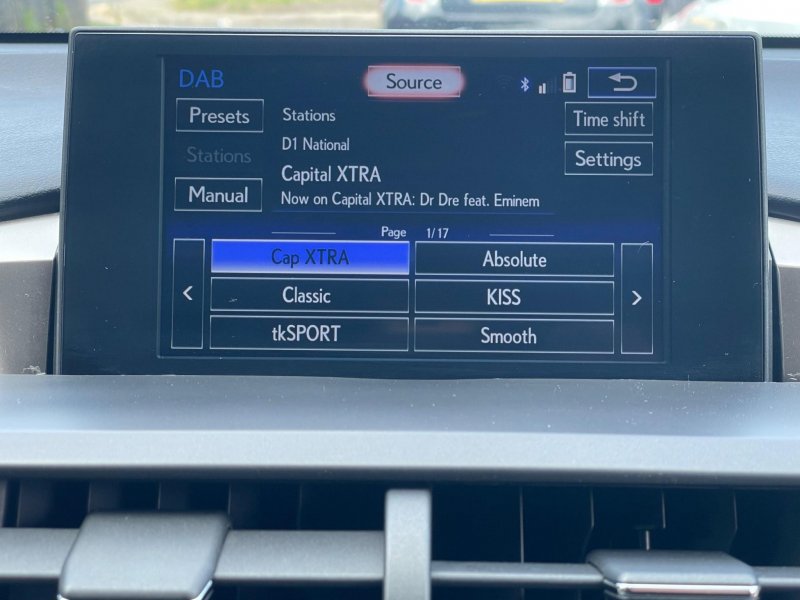 DAB
Source
Presets
Stations
Time shift
D1 National
Stations
Settings
Capital XTRA
Manual
Now on Capital XTRA: Dr Dre feat. Eminem
Page 1/17
Cap XTRA
Absolute
<
Classic
KISS
>
tkSPORT
Smooth